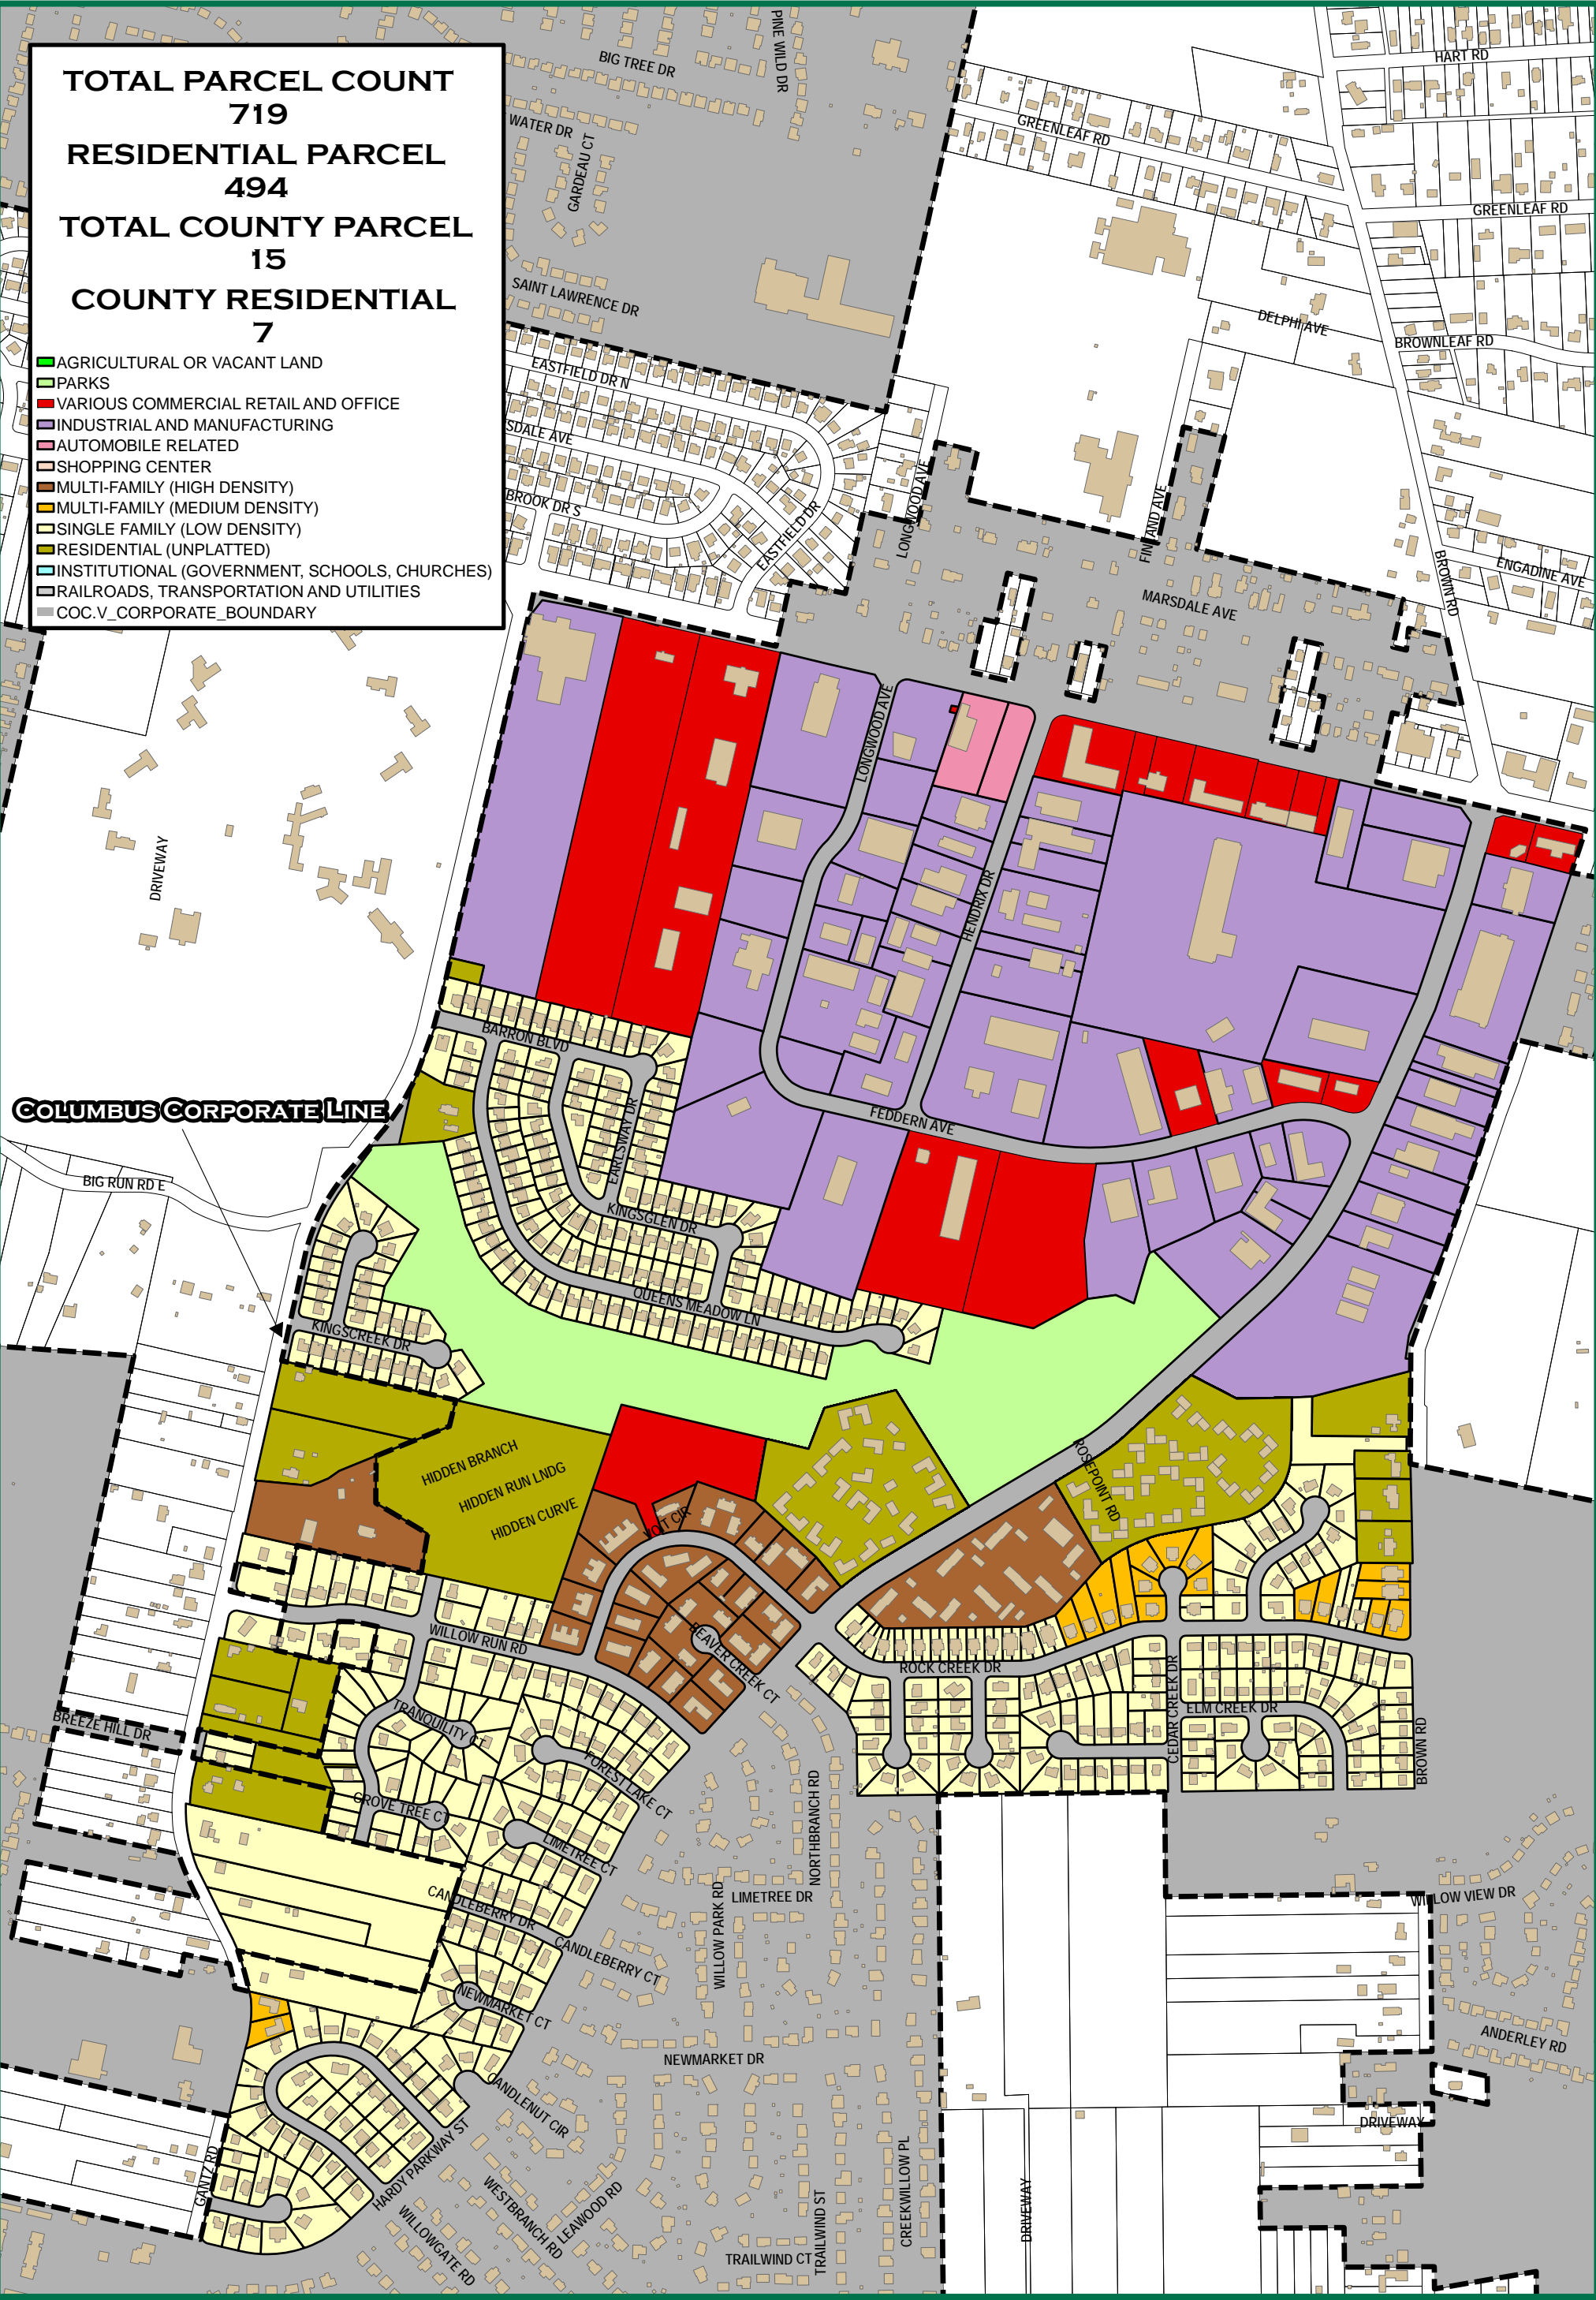 TOTAL PARCEL COUNT
719
RESIDENTIAL PARCEL
494
TOTAL COUNTY PARCEL
15
COUNTY RESIDENTIAL
7
AGRICULTURAL OR VACANT LAND
PARKS
VARIOUS COMMERCIAL RETAIL AND OFFICE
INDUSTRIAL AND MANUFACTURING
AUTOMOBILE RELATED
SHOPPING CENTER
MULTI-FAMILY (HIGH DENSITY)
MULTI-FAMILY (MEDIUM DENSITY)
SINGLE FAMILY (LOW DENSITY)
RESIDENTIAL (UNPLATTED)
INSTITUTIONAL (GOVERNMENT, SCHOOLS, CHURCHES)
RAILROADS, TRANSPORTATION AND UTILITIES
COC.V_CORPORATE_BOUNDARY
PINE WILD DR
BIG TREE DR
WATER DR
GARDEAU CT
SAINT LAWRENCE DR
HART RD
GREENLEAF RD
GREENLEAF RD
DELPHI AVE
BROWNLEAF RD
EASTFIELD DR N
SDALE AVE
BROOK DR S
EASTFIELD DR
LONGWOOD AVE
FINLAND AVE
MARSDALE AVE
BROWN RD
ENGADINE AVE
LONGWOOD AVE
HENDRIX DR
DRIVEWAY
BARRON BLVD
EARLSWAY DR
FEDDERN AVE
COLUMBUS CORPORATE LINE
BIG RUN RD E
KINGSGLEN DR
QUEENS MEADOW LN
KINGSCREEK DR
HIDDEN BRANCH
HIDDEN RUN LNDG
HIDDEN CURVE
VOIT CIR
ROSEPOINT RD
WILLOW RUN RD
BEAVER CREEK CT
ROCK CREEK DR
CEDAR CREEK DR
ELM CREEK DR
BROWN RD
BREEZE HILL DR
TRANQUILITY CT
FOREST LAKE CT
GROVE TREE CT
LIMETREE CT
NORTHBRANCH RD
LIMETREE DR
WILLOW PARK RD
CANDLEBERRY DR
CANDLEBERRY CT
WILLOW VIEW DR
NEWMARKET CT
NEWMARKET DR
ANDERLEY RD
CANDLENUT CIR
DRIVEWAY
GANTZ RD
HARDY PARKWAY ST
WESTBRANCH RD
LEAWOOD RD
WILLOWGATE RD
TRAILWIND CT
TRAILWIND ST
CREEKWILLOW PL
DRIVEWAY